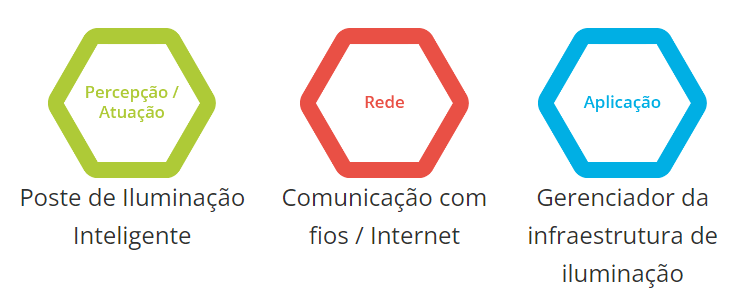 Percepção /
Atuação
Rede
Aplicação
Poste de Iluminação
Inteligente
Comunicação com
fios / Internet
Gerenciador da
infraestrutura de
iluminação